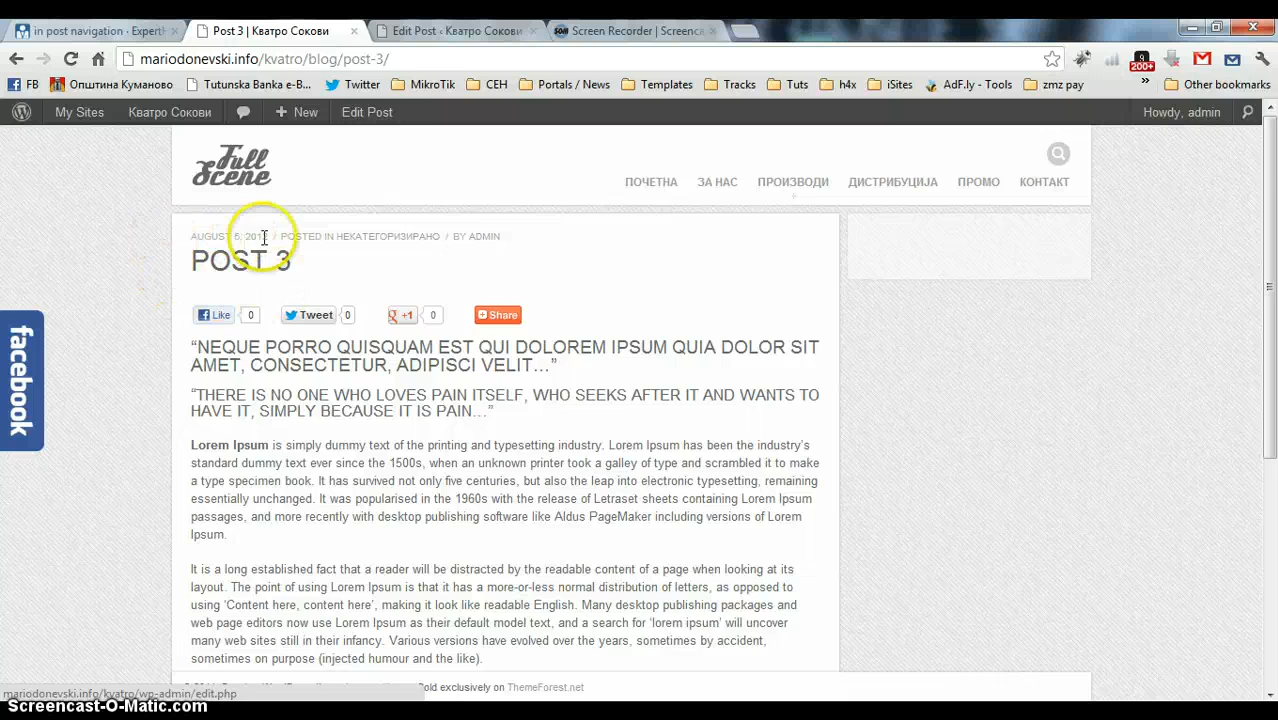 in post navigation - Expert
Post 3 | Кватро Сокови
Edit Post ‹ Кватро Сокови
Screen Recorder | Screenca
mariodonevski.info/kvatro/blog/post-3/
9
200+
FB
Општина Куманово
Tutunska Banka e-B...
Twitter
MikroTik
CEH
Portals / News
Templates
Tracks
Tuts
h4x
iSites
AdF.ly - Tools
zmz pay
»
Other bookmarks
My Sites
Кватро Сокови
New
Edit Post
Howdy, admin
Full
Scene
ПОЧЕТНА
ЗА НАС
ПРОИЗВОДИ
ДИСТРИБУЦИЈА
ПРОМО
КОНТАКТ
AUGUST 5, 2012 / POSTED IN НЕКАТЕГОРИЗИРАНО / BY ADMIN
POST 3
Like 0
Tweet 0
+1 0
Share
facebook
“NEQUE PORRO QUISQUAM EST QUI DOLOREM IPSUM QUIA DOLOR SIT
AMET, CONSECTETUR, ADIPISCI VELIT…”
“THERE IS NO ONE WHO LOVES PAIN ITSELF, WHO SEEKS AFTER IT AND WANTS TO
HAVE IT, SIMPLY BECAUSE IT IS PAIN…”
Lorem Ipsum is simply dummy text of the printing and typesetting industry. Lorem Ipsum has been the industry’s
standard dummy text ever since the 1500s, when an unknown printer took a galley of type and scrambled it to make
a type specimen book. It has survived not only five centuries, but also the leap into electronic typesetting, remaining
essentially unchanged. It was popularised in the 1960s with the release of Letraset sheets containing Lorem Ipsum
passages, and more recently with desktop publishing software like Aldus PageMaker including versions of Lorem
Ipsum.
It is a long established fact that a reader will be distracted by the readable content of a page when looking at its
layout. The point of using Lorem Ipsum is that it has a more-or-less normal distribution of letters, as opposed to
using ‘Content here, content here’, making it look like readable English. Many desktop publishing packages and
web page editors now use Lorem Ipsum as their default model text, and a search for ‘lorem ipsum’ will uncover
many web sites still in their infancy. Various versions have evolved over the years, sometimes by accident,
sometimes on purpose (injected humour and the like).
old exclusively on ThemeForest.net
mariodonevski.info/kvatro/wp-admin/edit.php
Screencast-O-Matic.com